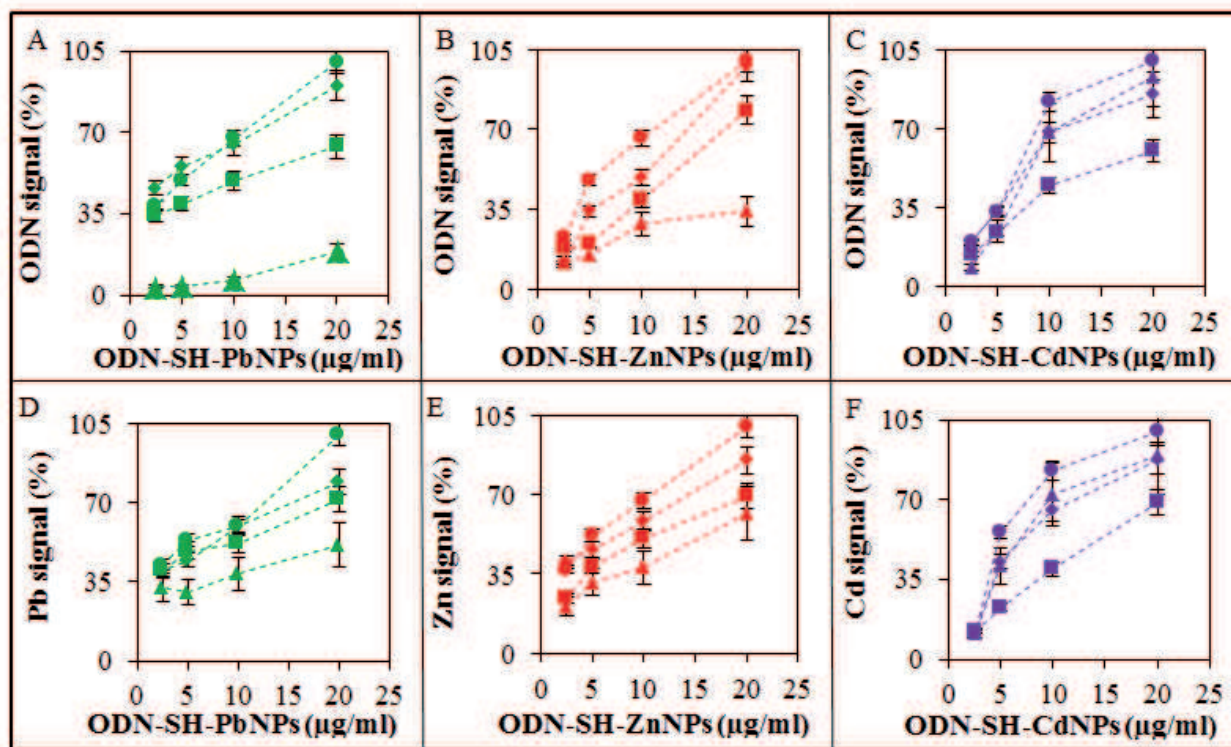 A
ODN signal (%)
105
70
35
0
0 5 10 15 20 25
ODN-SH-PbNPs (µg/ml)
B
ODN signal (%)
105
70
35
0
0 5 10 15 20 25
ODN-SH-ZnNPs (µg/ml)
C
ODN signal (%)
105
70
35
0
0 5 10 15 20 25
ODN-SH-CdNPs (µg/ml)
D
Pb signal (%)
105
70
35
0
0 5 10 15 20 25
ODN-SH-PbNPs (µg/ml)
E
Zn signal (%)
105
70
35
0
0 5 10 15 20 25
ODN-SH-ZnNPs (µg/ml)
F
Cd signal (%)
105
70
35
0
0 5 10 15 20 25
ODN-SH-CdNPs (µg/ml)